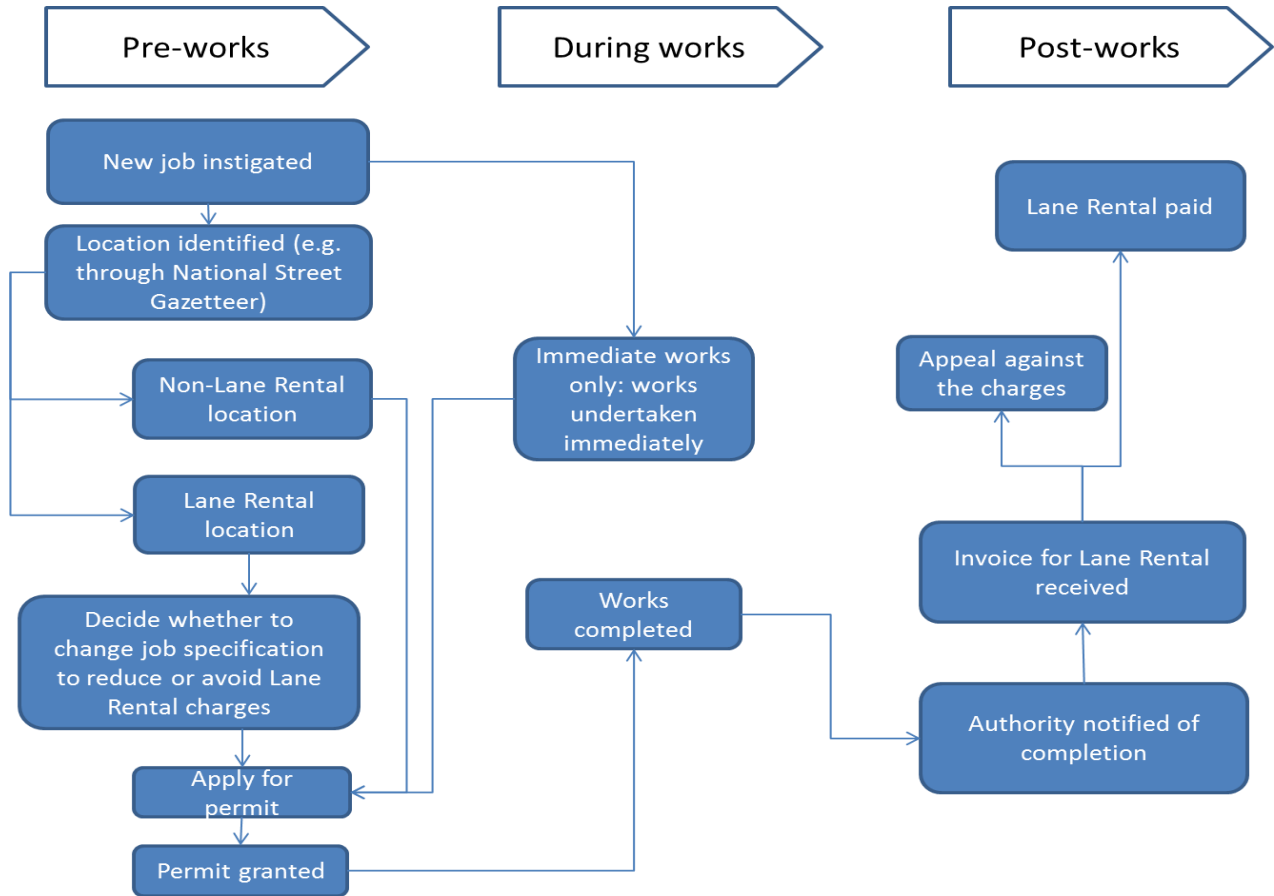 Pre-works
During works
Post-works
New job instigated
Location identified (e.g.
through National Street
Gazetteer)
Non-Lane Rental
location
Lane Rental
location
Decide whether to
change job specification
to reduce or avoid Lane
Rental charges
Apply for
permit
Permit granted
Immediate works
only: works
undertaken
immediately
Works
completed
Lane Rental paid
Appeal against
the charges
Invoice for Lane Rental
received
Authority notified of
completion